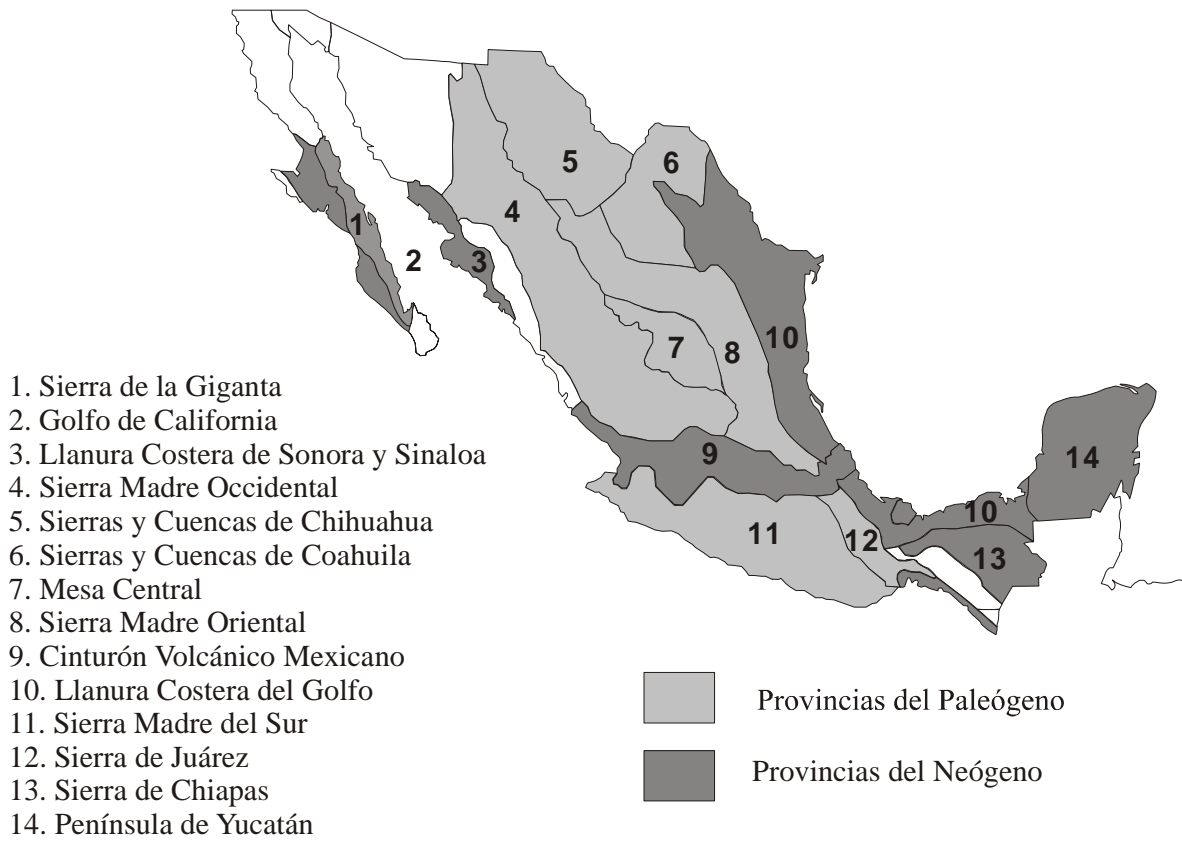 5
6
4
1
2
3
10
7
8
9
14
10
11
12
13
1. Sierra de la Giganta
2. Golfo de California
3. Llanura Costera de Sonora y Sinaloa
4. Sierra Madre Occidental
5. Sierras y Cuencas de Chihuahua
6. Sierras y Cuencas de Coahuila
7. Mesa Central
8. Sierra Madre Oriental
9. Cinturón Volcánico Mexicano
10. Llanura Costera del Golfo
11. Sierra Madre del Sur
12. Sierra de Juárez
13. Sierra de Chiapas
14. Península de Yucatán
Provincias del Paleógeno
Provincias del Neógeno